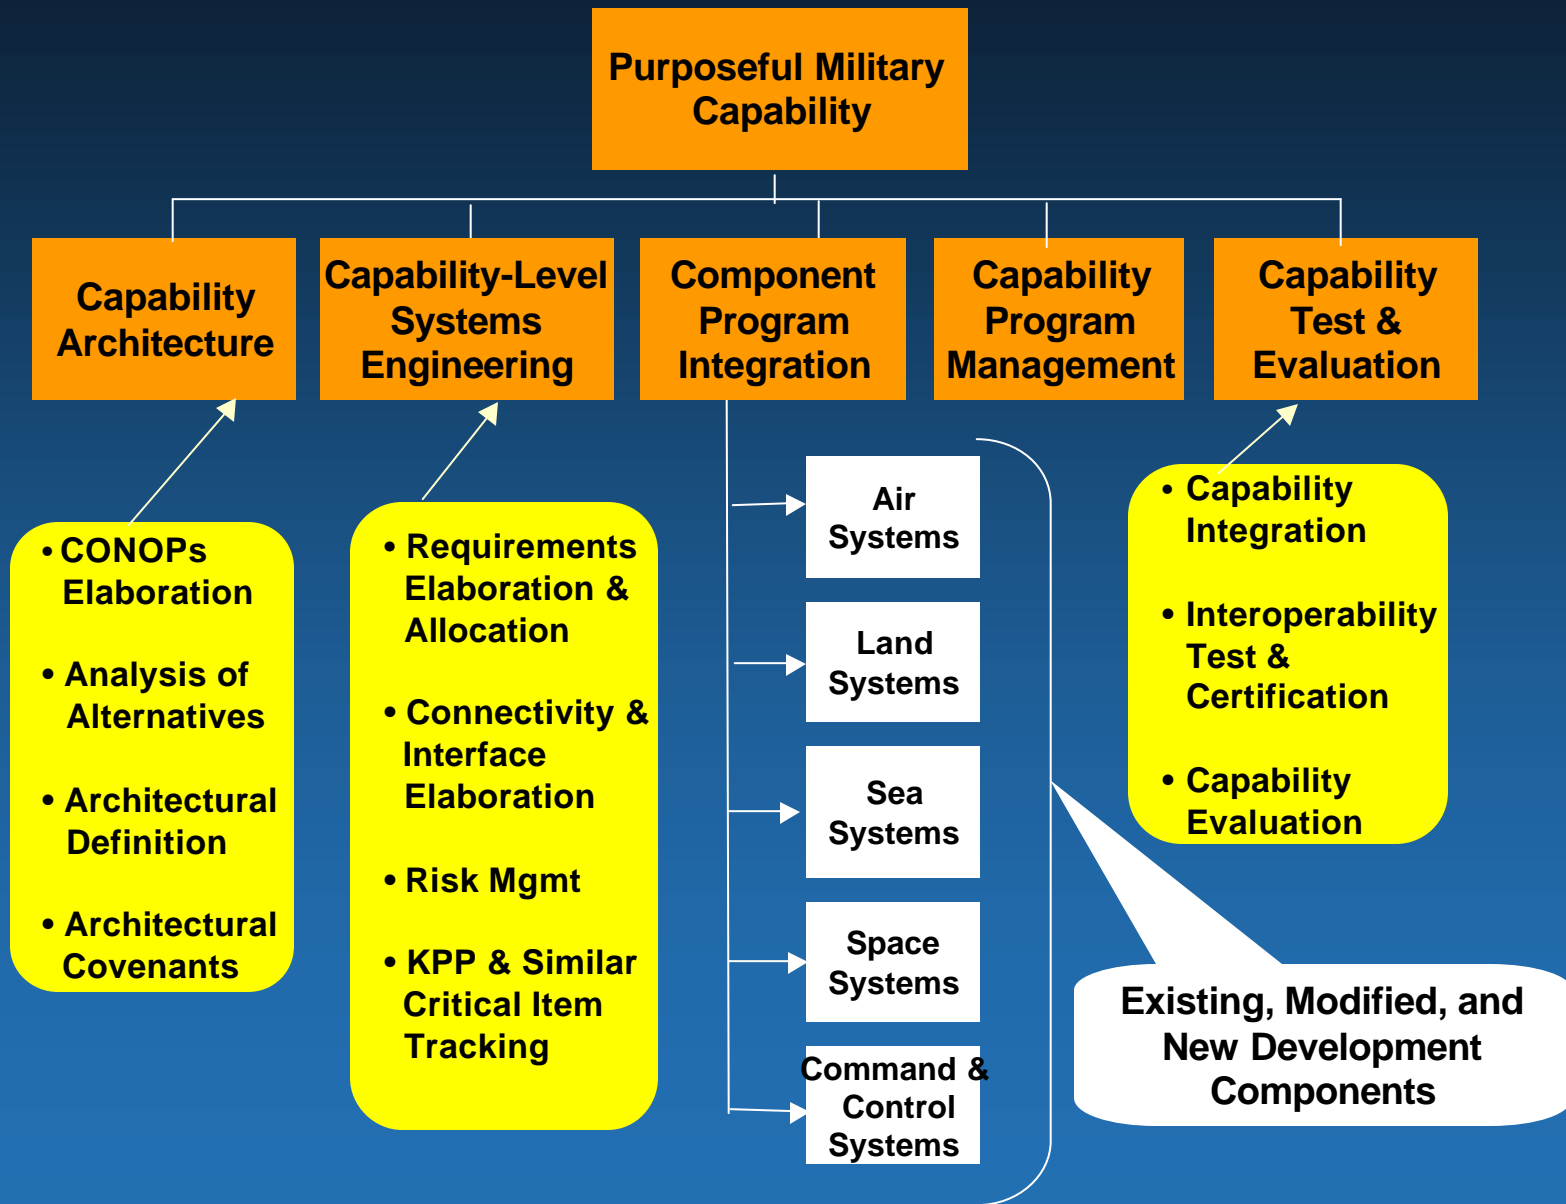 Purposeful Military
Capability
Capability
Architecture
Capability-Level
Systems
Engineering
Component
Program
Integration
Capability
Program
Management
Capability
Test &
Evaluation
• CONOPs
Elaboration
• Analysis of
Alternatives
• Architectural
Definition
• Architectural
Covenants
• Requirements
Elaboration &
Allocation
• Connectivity &
Interface
Elaboration
• Risk Mgmt
• KPP & Similar
Critical Item
Tracking
Air
Systems
Land
Systems
Sea
Systems
Space
Systems
Command &
Control
Systems
• Capability
Integration
• Interoperability
Test &
Certification
• Capability
Evaluation
Existing, Modified, and
New Development
Components